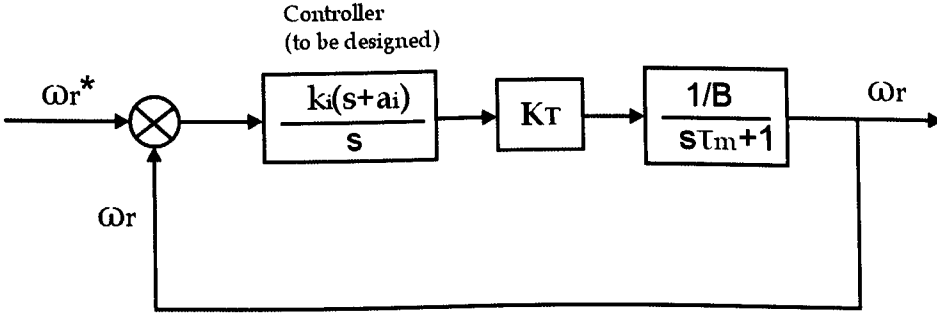 Controller
(to be designed)
ωr*
ki(s+ai)
s
KT
1/B
sτm+1
ωr
ωr